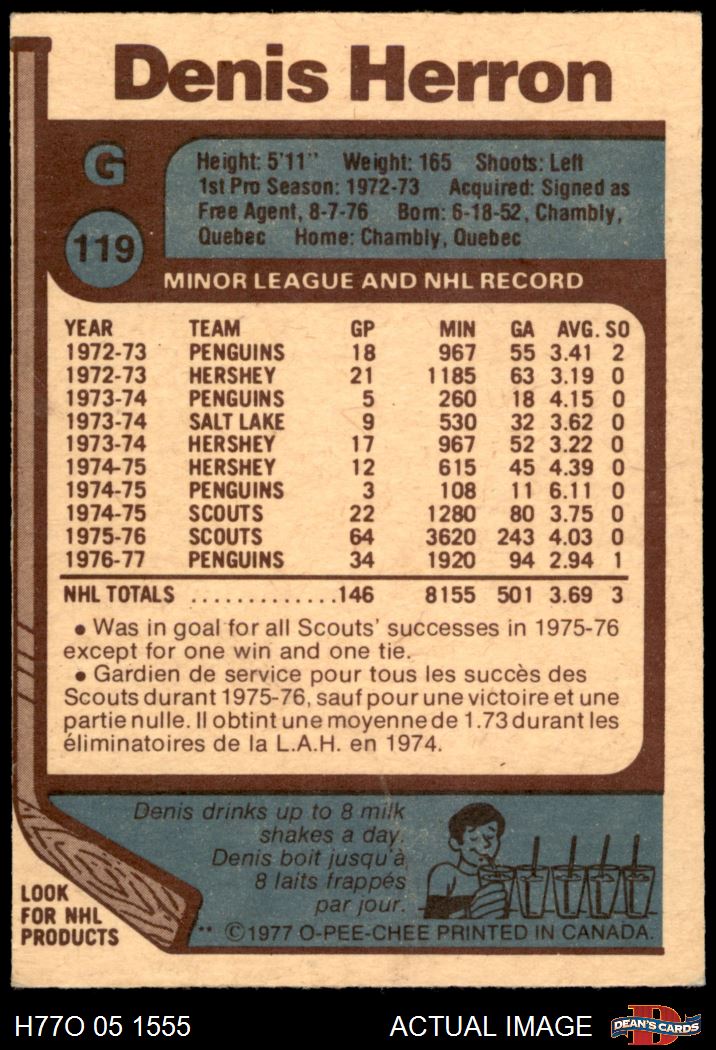 Denis Herron
G
119
Height: 5'11" Weight: 165 Shoots: Left
1st Pro Season: 1972-73 Acquired: Signed as
Free Agent, 8-7-76 Born: 6-18-52, Chambly,
Quebec Home: Chambly, Quebec
MINOR LEAGUE AND NHL RECORD
YEAR TEAM GP MIN GA AVG. SO
1972-73 PENGUINS 18 967 55 3.41 2
1972-73 HERSHEY 21 1185 63 3.19 0
1973-74 PENGUINS 5 260 18 4.15 0
1973-74 SALT LAKE 9 530 32 3.62 0
1973-74 HERSHEY 17 967 52 3.22 0
1974-75 HERSHEY 12 615 45 4.39 0
1974-75 PENGUINS 3 108 11 6.11 0
1974-75 SCOUTS 22 1280 80 3.75 0
1975-76 SCOUTS 64 3620 243 4.03 0
1976-77 PENGUINS 34 1920 94 2.94 1
NHL TOTALS .............146 8155 501 3.69 3
• Was in goal for all Scouts' successes in 1975-76
except for one win and one tie.
• Gardien de service pour tous les succès des
Scouts durant 1975-76, sauf pour une victoire et une
partie nulle. Il obtint une moyenne de 1.73 durant les
éliminatoires de la L.A.H. en 1974.
Denis drinks up to 8 milk
shakes a day.
Denis boit jusqu'à
8 laits frappés
par jour.
LOOK
FOR NHL
PRODUCTS
** ©1977 O-PEE-CHEE PRINTED IN CANADA.
H77O 05 1555 ACTUAL IMAGE
D
DEAN'S CARDS